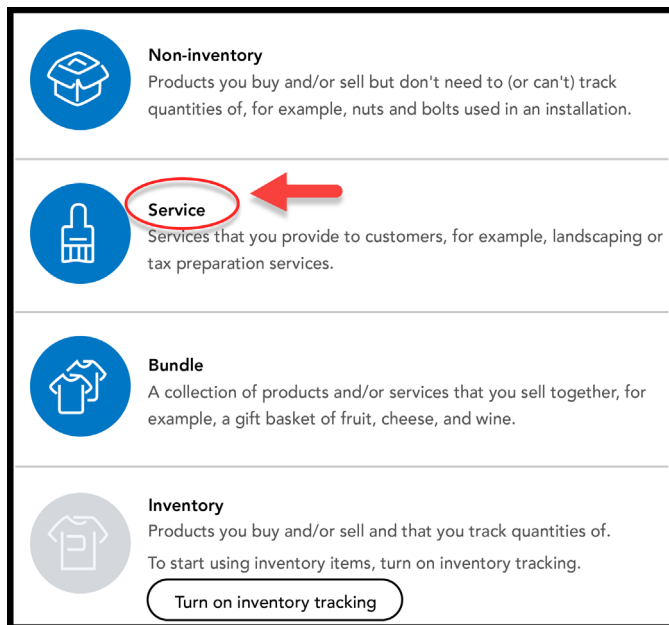 Non-inventory
Products you buy and/or sell but don't need to (or can't) track
quantities of, for example, nuts and bolts used in an installation.
Service
Services that you provide to customers, for example, landscaping or
tax preparation services.
Bundle
A collection of products and/or services that you sell together, for
example, a gift basket of fruit, cheese, and wine.
Inventory
Products you buy and/or sell and that you track quantities of.
To start using inventory items, turn on inventory tracking.
Turn on inventory tracking